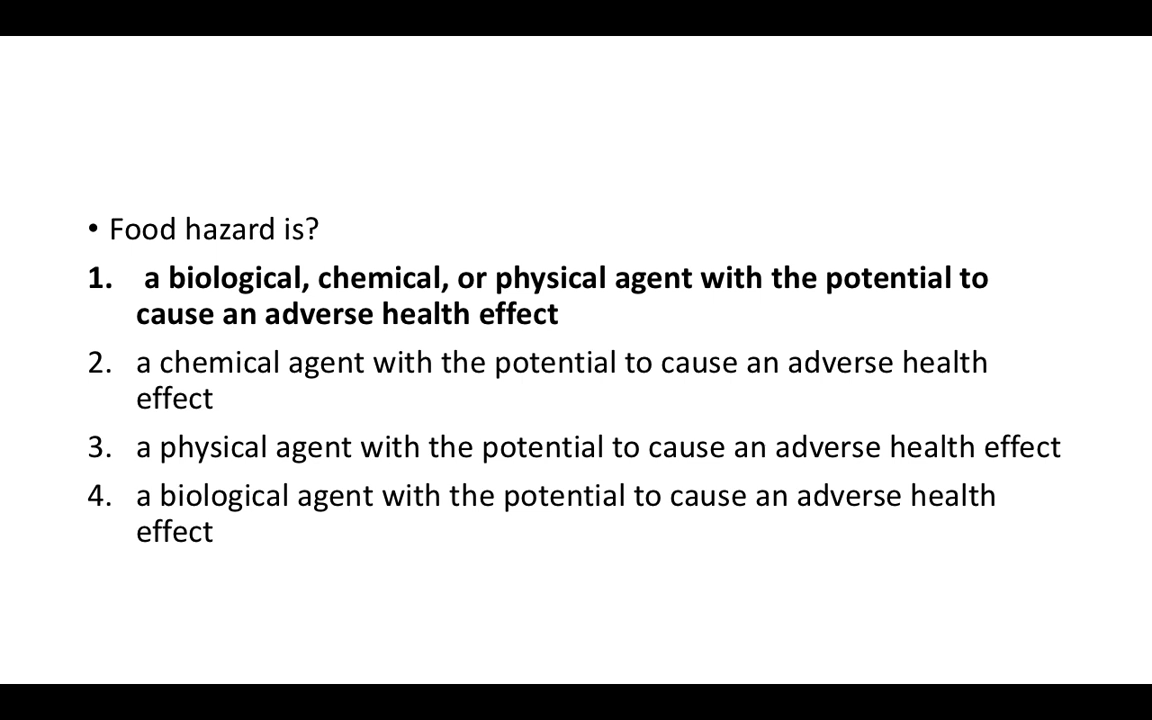 • Food hazard is?
1. a biological, chemical, or physical agent with the potential to
cause an adverse health effect
2. a chemical agent with the potential to cause an adverse health
effect
3. a physical agent with the potential to cause an adverse health effect
4. a biological agent with the potential to cause an adverse health
effect